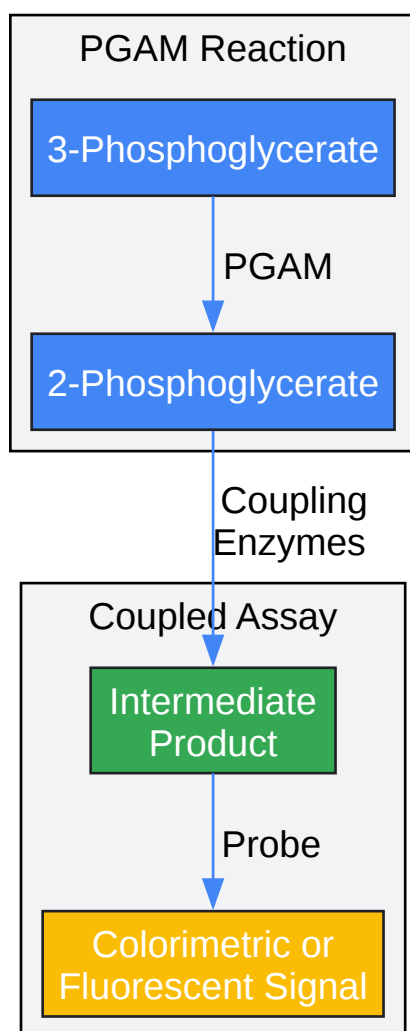 PGAM Reaction
3-Phosphoglycerate
PGAM
2-Phosphoglycerate
Coupling
Enzymes
Coupled Assay
Intermediate
Product
Probe
Colorimetric or
Fluorescent Signal